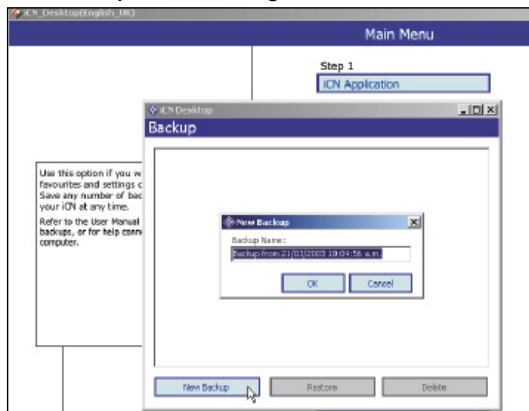 iCN_Desktop(English_UK)
Main Menu
Step 1
iCN Application
iCN Desktop
Backup
Use this option if you w
favourites and settings c
Save any number of bac
your iCN at any time.
Refer to the User Manual
backups, or for help conn
computer.
New Backup
Backup Name:
Backup from 21/03/2003 10:04:56 a.m.
OK
Cancel
New Backup
Restore
Delete